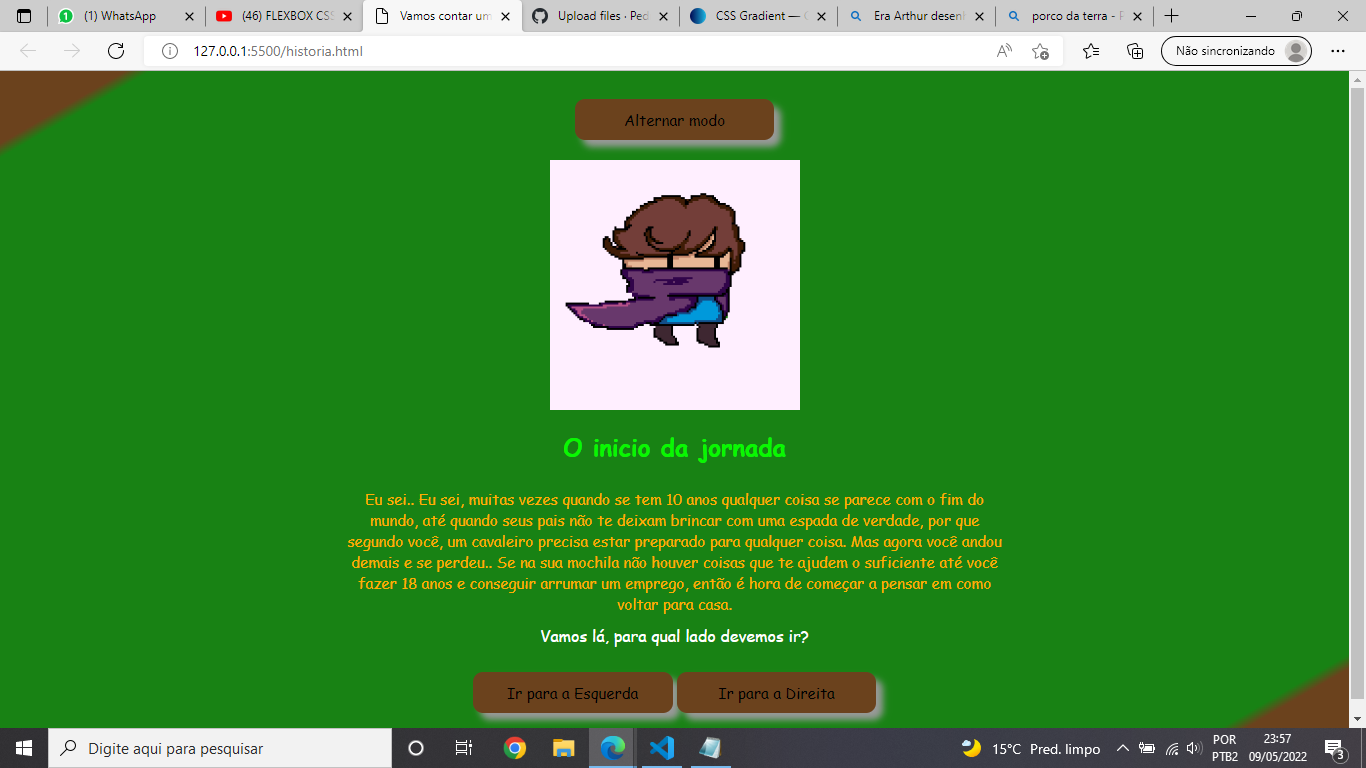 (1) WhatsApp
(46) FLEXBOX CSS
Vamos contar um
Upload files · Ped
CSS Gradient —
Era Arthur desenh
porco da terra -
127.0.0.1:5500/historia.html
Não sincronizando
Alternar modo
O inicio da jornada
Eu sei.. Eu sei, muitas vezes quando se tem 10 anos qualquer coisa se parece com o fim do
mundo, até quando seus pais não te deixam brincar com uma espada de verdade, por que
segundo você, um cavaleiro precisa estar preparado para qualquer coisa. Mas agora você andou
demais e se perdeu.. Se na sua mochila não houver coisas que te ajudem o suficiente até você
fazer 18 anos e conseguir arrumar um emprego, então é hora de começar a pensar em como
voltar para casa.
Vamos lá, para qual lado devemos ir?
Ir para a Esquerda
Ir para a Direita
Digite aqui para pesquisar
15°C Pred. limpo
POR
PTB2
23:57
09/05/2022
3